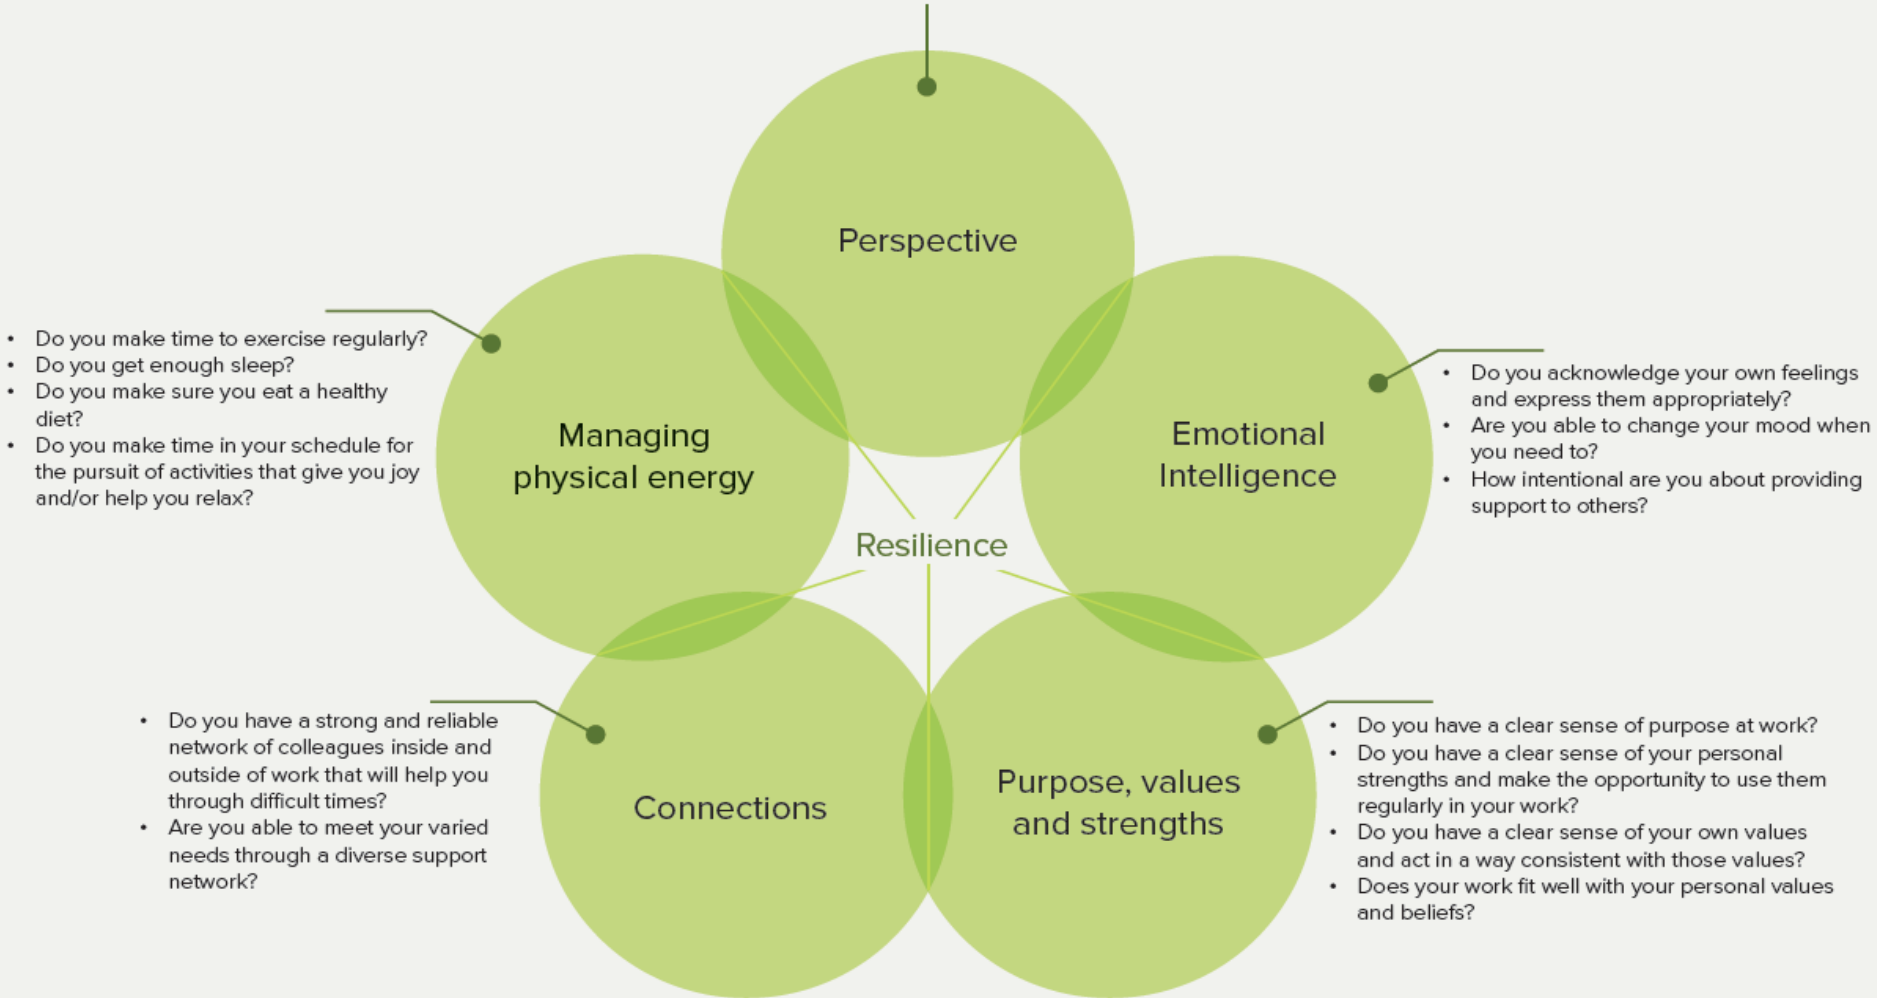 Perspective
• Do you make time to exercise regularly?
• Do you get enough sleep?
• Do you make sure you eat a healthy
diet?
• Do you make time in your schedule for
the pursuit of activities that give you joy
and/or help you relax?
Managing
physical energy
Emotional
Intelligence
• Do you acknowledge your own feelings
and express them appropriately?
• Are you able to change your mood when
you need to?
• How intentional are you about providing
support to others?
Resilience
• Do you have a strong and reliable
network of colleagues inside and
outside of work that will help you
through difficult times?
• Are you able to meet your varied
needs through a diverse support
network?
Connections
Purpose, values
and strengths
• Do you have a clear sense of purpose at work?
• Do you have a clear sense of your personal
strengths and make the opportunity to use them
regularly in your work?
• Do you have a clear sense of your own values
and act in a way consistent with those values?
• Does your work fit well with your personal values
and beliefs?